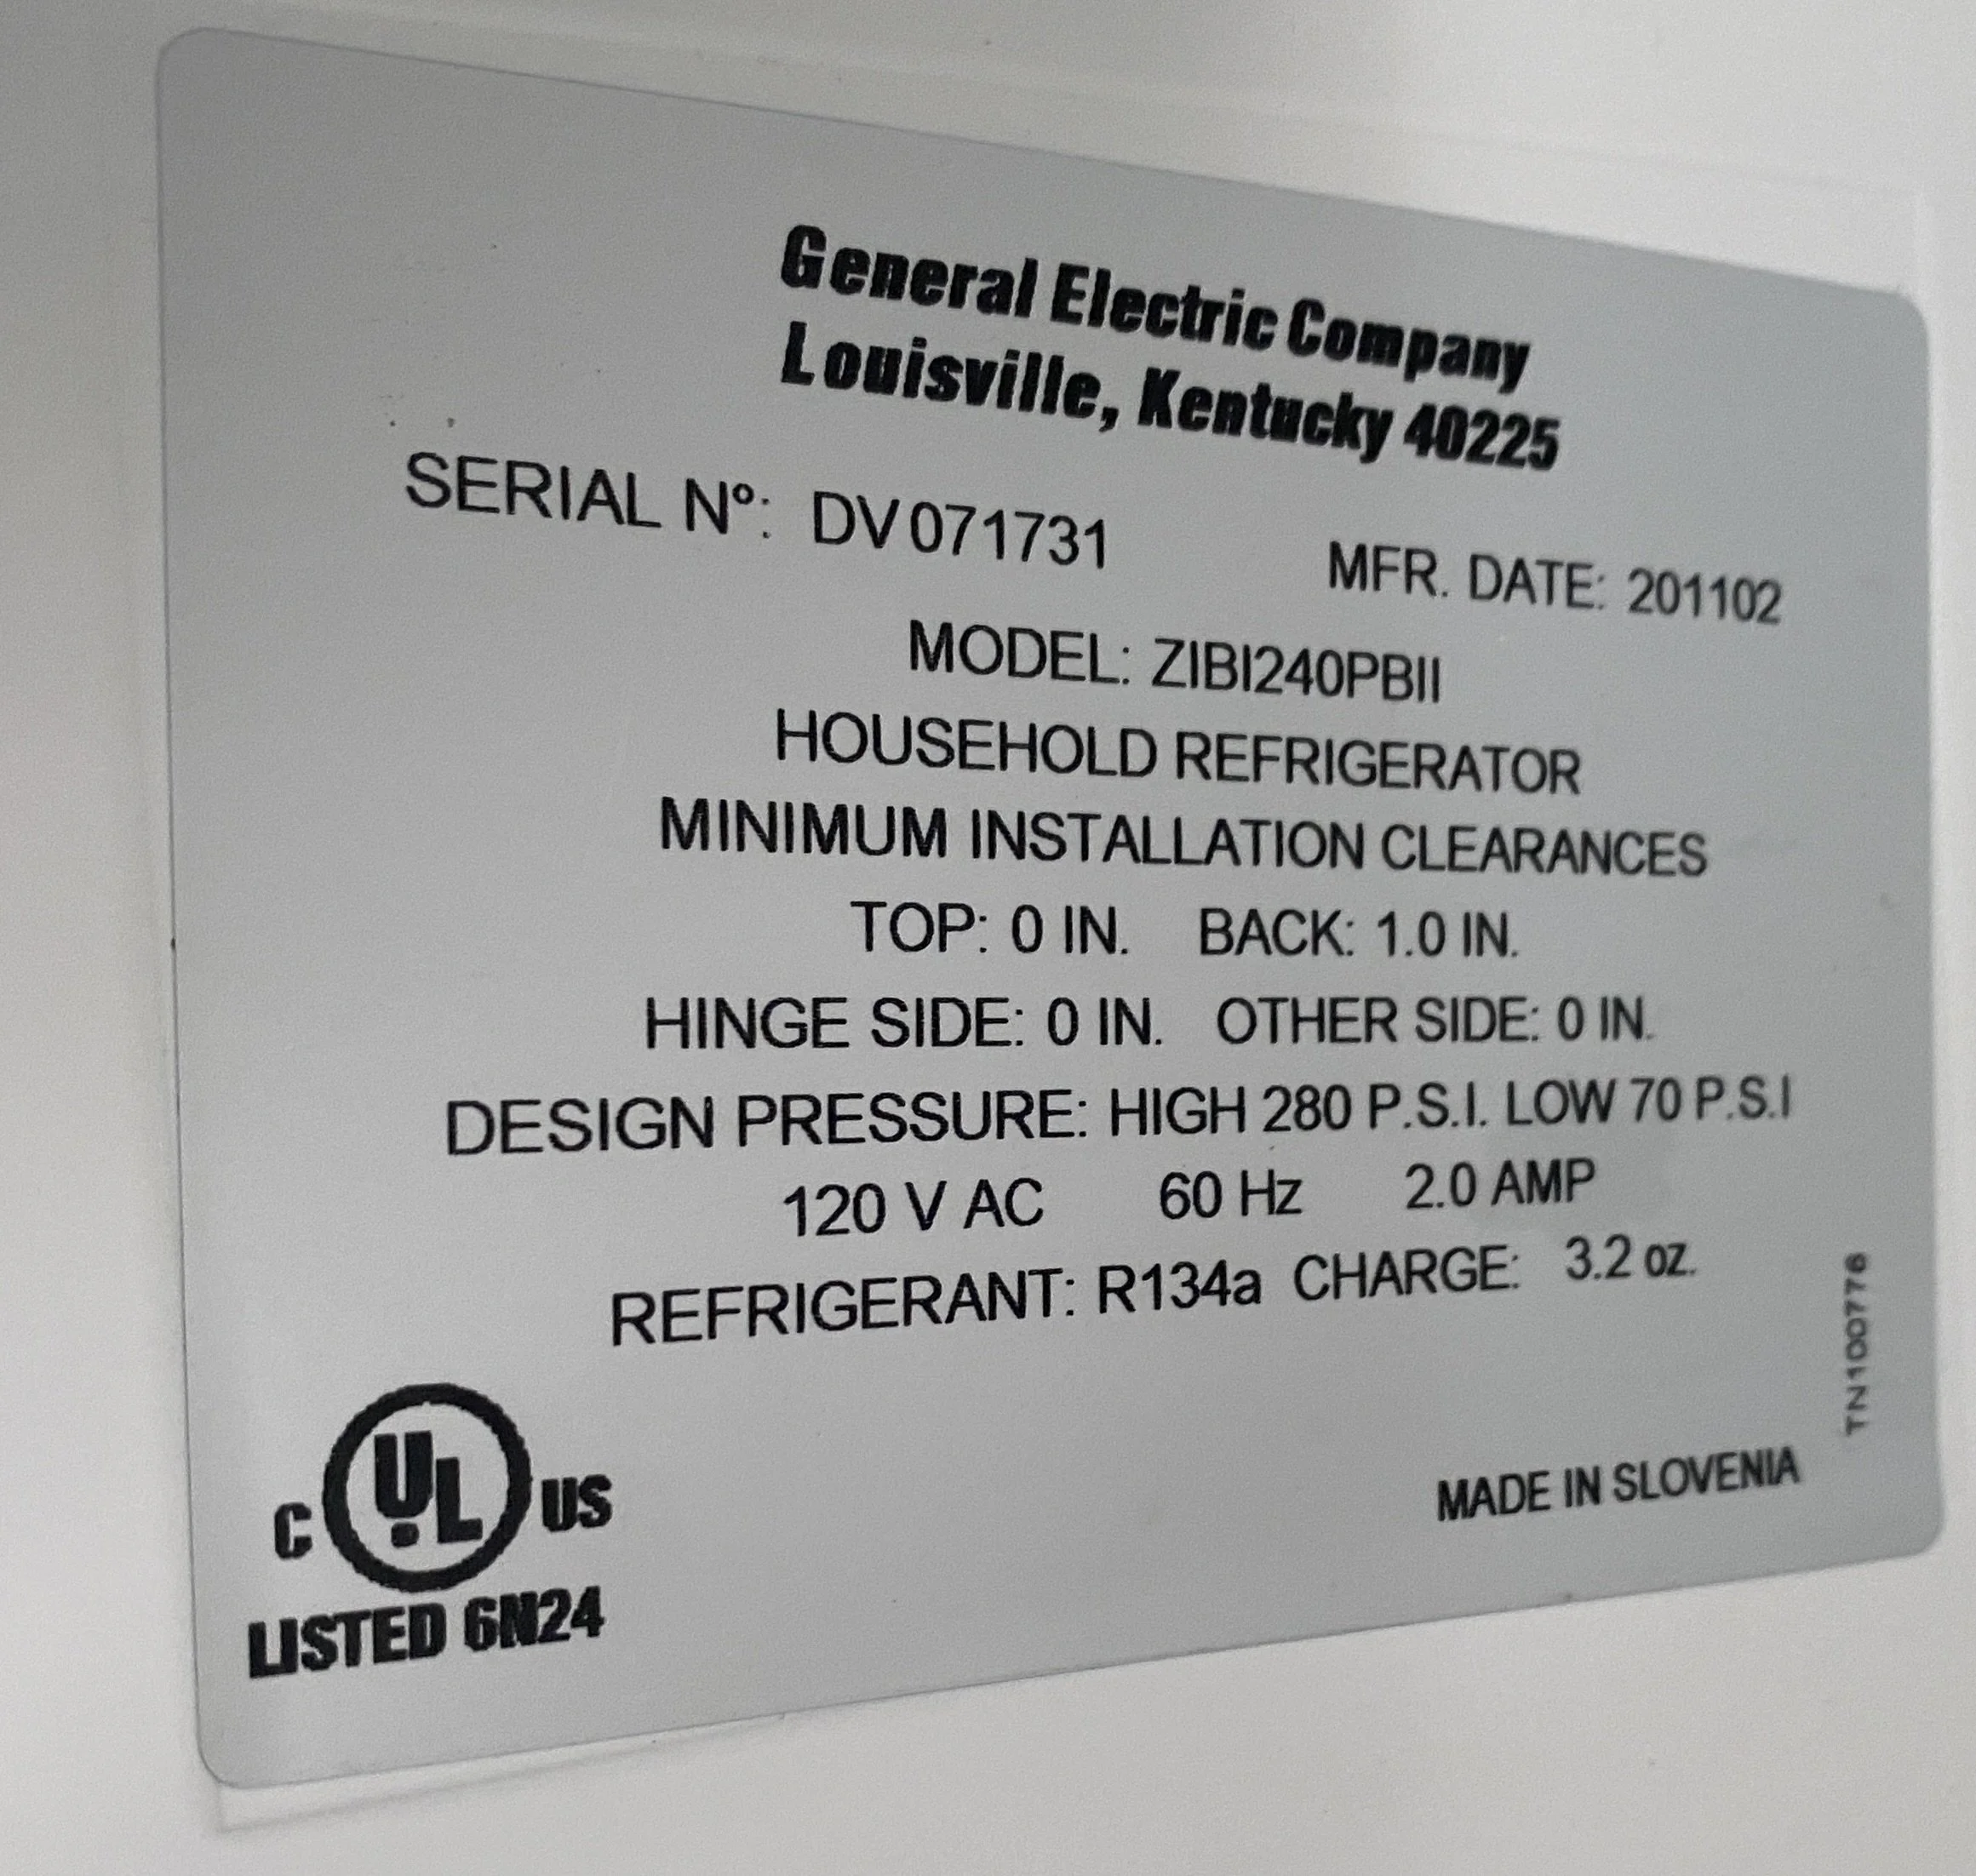 General Electric Company
Louisville, Kentucky 40225
SERIAL Nº: DV071731 MFR. DATE: 201102
MODEL: ZIBI240PBII
HOUSEHOLD REFRIGERATOR
MINIMUM INSTALLATION CLEARANCES
TOP: 0 IN. BACK: 1.0 IN.
HINGE SIDE: 0 IN. OTHER SIDE: 0 IN.
DESIGN PRESSURE: HIGH 280 P.S.I. LOW 70 P.S.I
120 V AC 60 Hz 2.0 AMP
REFRIGERANT: R134a CHARGE: 3.2 oz.
TN100776
C UL US
LISTED 6N24
MADE IN SLOVENIA